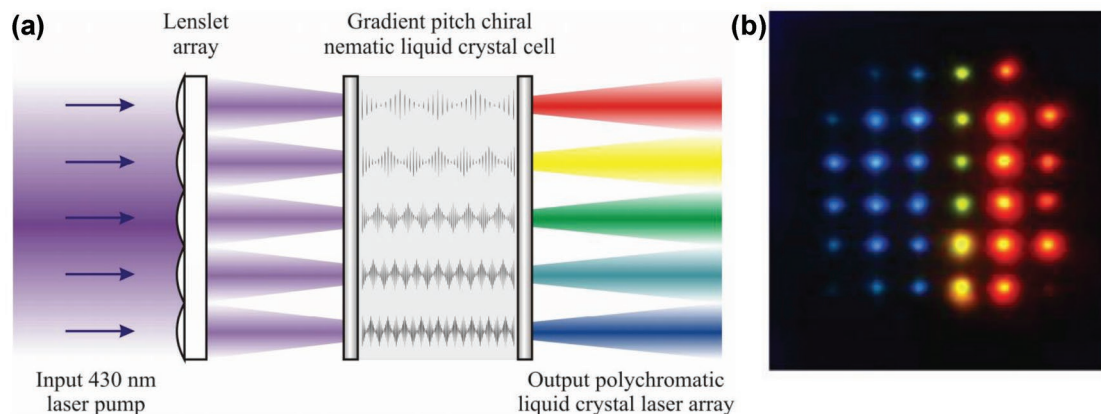 (a)
Lenslet
array
Gradient pitch chiral
nematic liquid crystal cell
Input 430 nm
laser pump
Output polychromatic
liquid crystal laser array
(b)